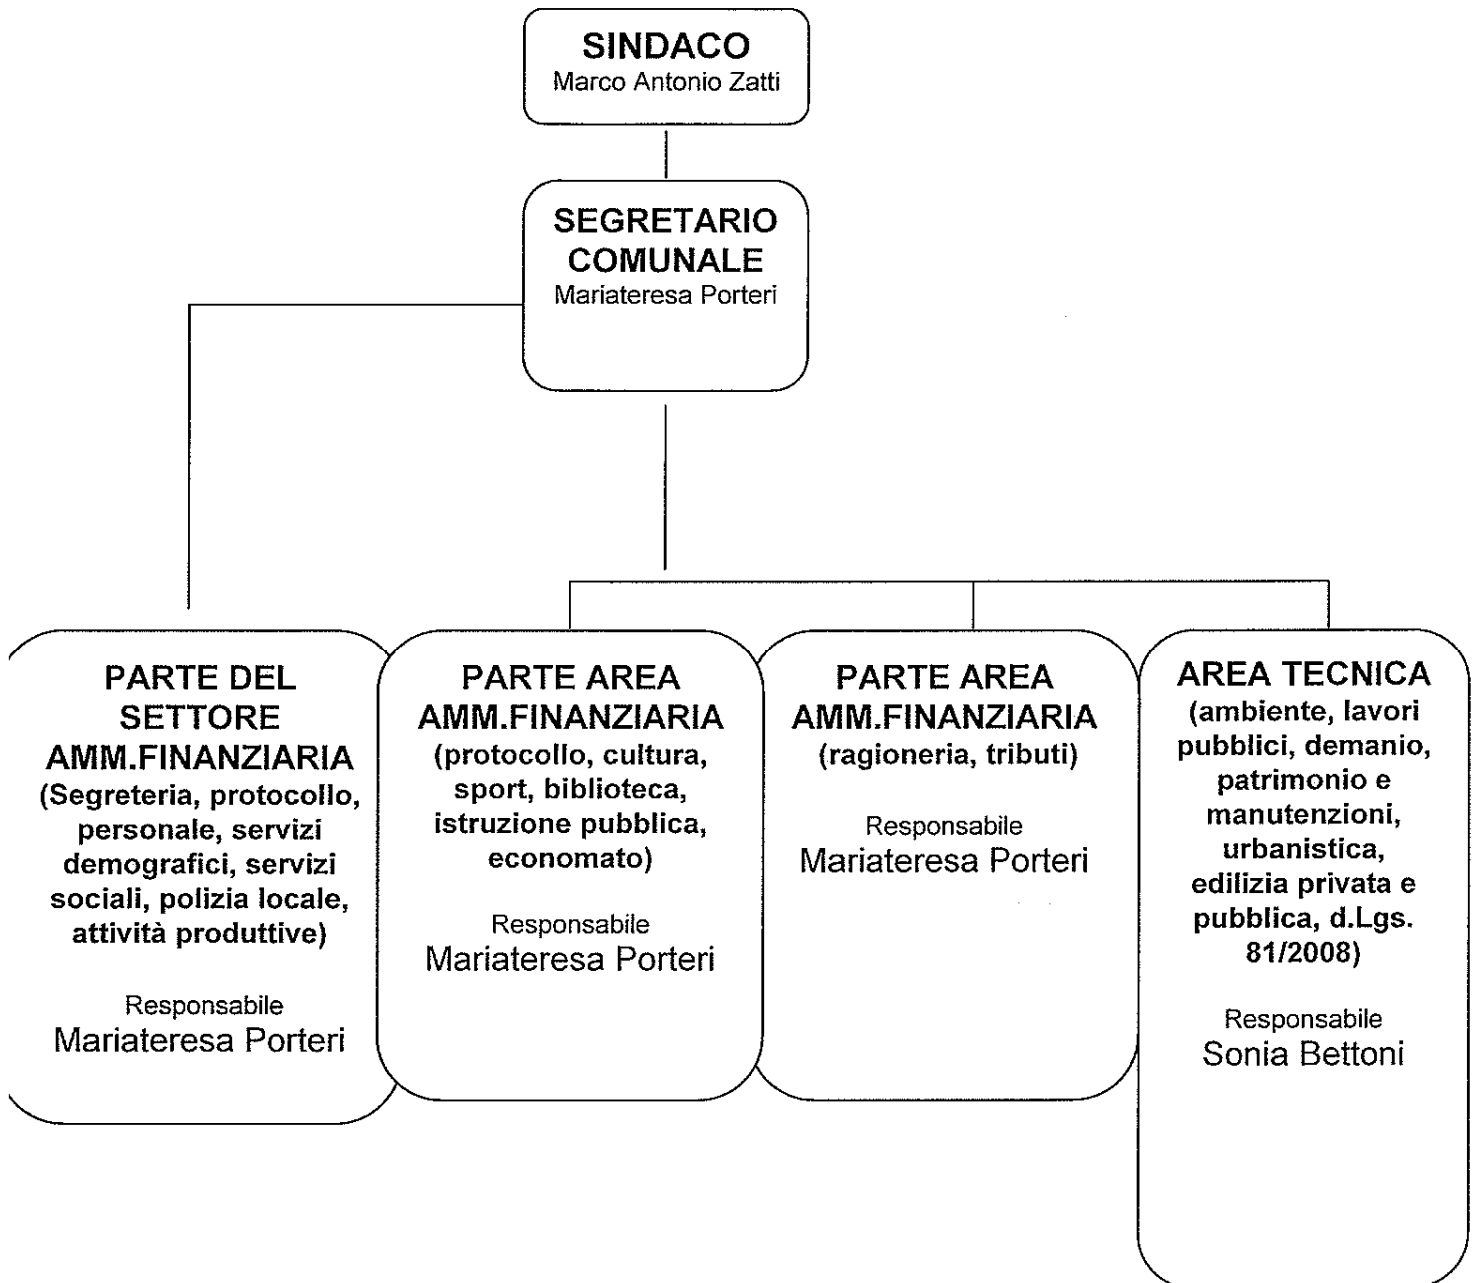 SINDACO
Marco Antonio Zatti
SEGRETARIO
COMUNALE
Mariateresa Porteri
PARTE DEL
SETTORE
AMM.FINANZIARIA
(Segreteria, protocollo,
personale, servizi
demografici, servizi
sociali, polizia locale,
attività produttive)
Responsabile
Mariateresa Porteri
PARTE AREA
AMM.FINANZIARIA
(protocollo, cultura,
sport, biblioteca,
istruzione pubblica,
economato)
Responsabile
Mariateresa Porteri
PARTE AREA
AMM.FINANZIARIA
(ragioneria, tributi)
Responsabile
Mariateresa Porteri
AREA TECNICA
(ambiente, lavori
pubblici, demanio,
patrimonio e
manutenzioni,
urbanistica,
edilizia privata e
pubblica, d.Lgs.
81/2008)
Responsabile
Sonia Bettoni